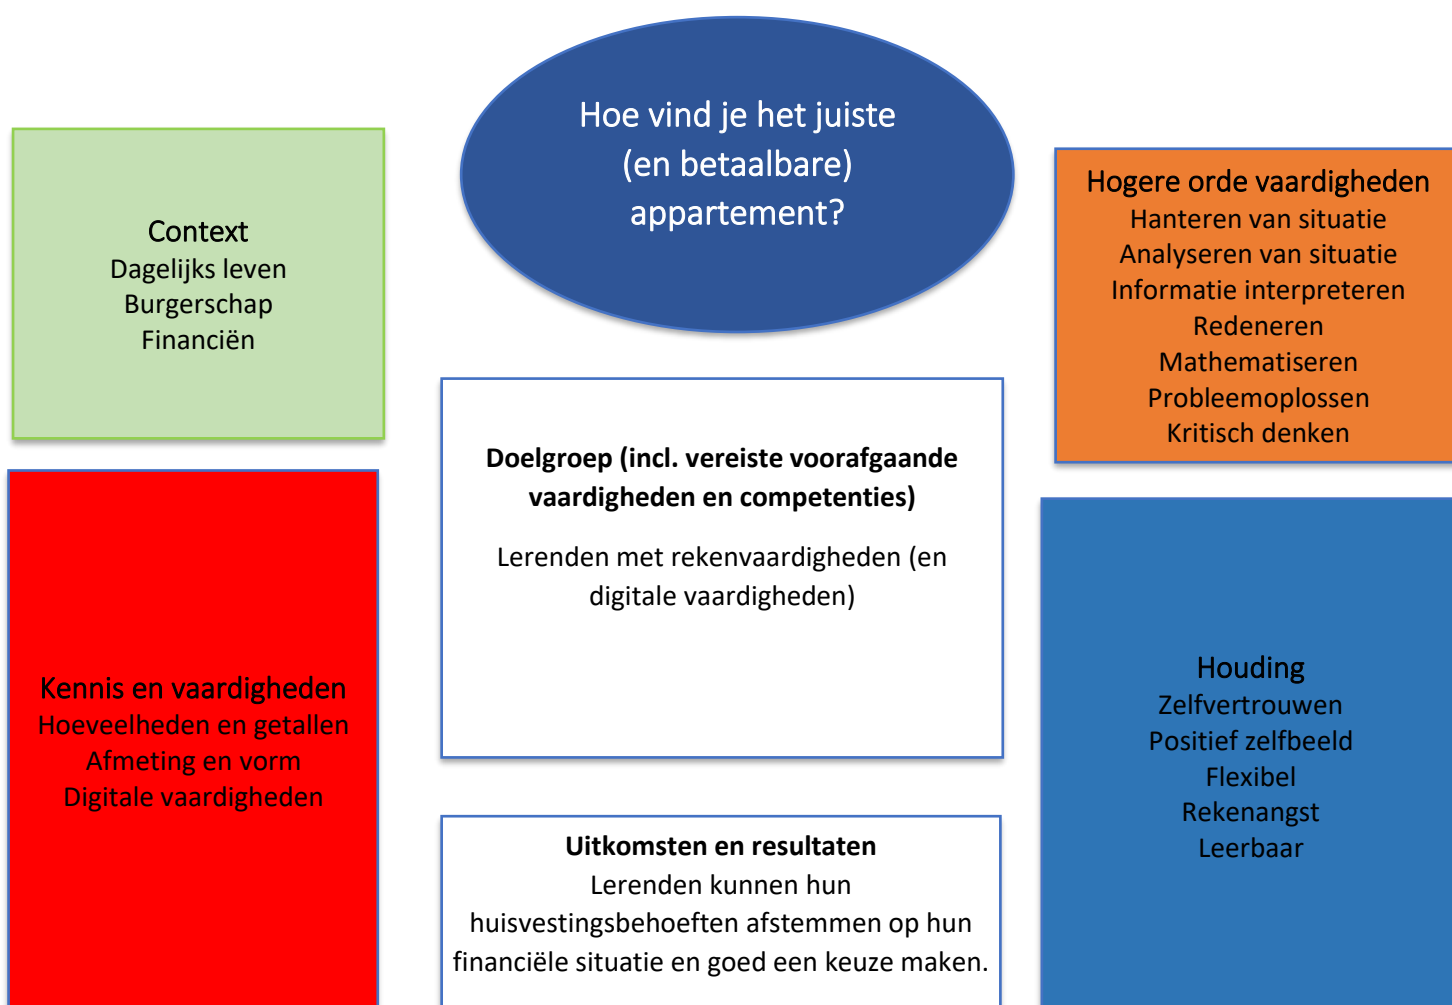 Hoe vind je het juiste
(en betaalbare)
appartement?
Context
Dagelijks leven
Burgerschap
Financiën
Hogere orde vaardigheden
Hanteren van situatie
Analyseren van situatie
Informatie interpreteren
Redeneren
Mathematiseren
Probleemoplossen
Kritisch denken
Doelgroep (incl. vereiste voorafgaande
vaardigheden en competenties)
Lerenden met rekenvaardigheden (en
digitale vaardigheden)
Kennis en vaardigheden
Hoeveelheden en getallen
Afmeting en vorm
Digitale vaardigheden
Houding
Zelfvertrouwen
Positief zelfbeeld
Flexibel
Rekenangst
Leerbaar
Uitkomsten en resultaten
Lerenden kunnen hun
huisvestingsbehoeften afstemmen op hun
financiële situatie en goed een keuze maken.